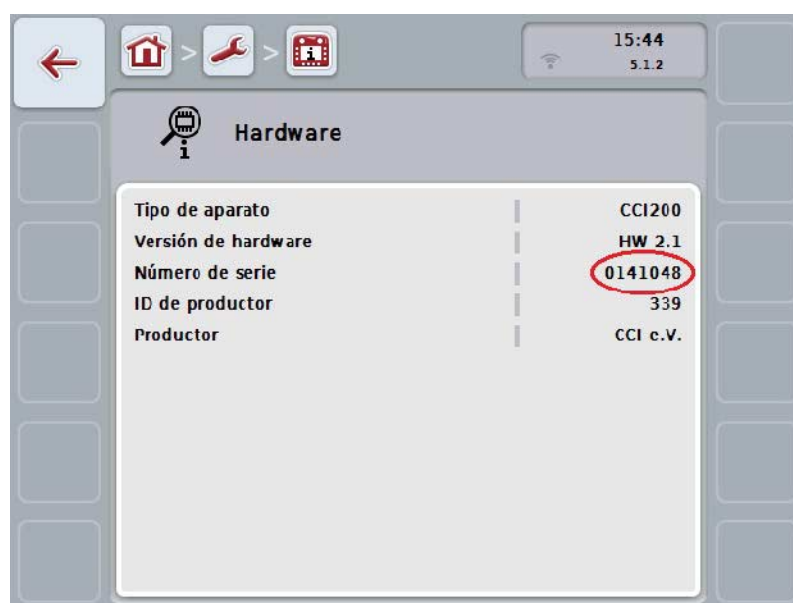 15:44
5.1.2
Hardware
Tipo de aparato CCI200
Versión de hardware HW 2.1
Número de serie 0141048
ID de productor 339
Productor CCI e.V.